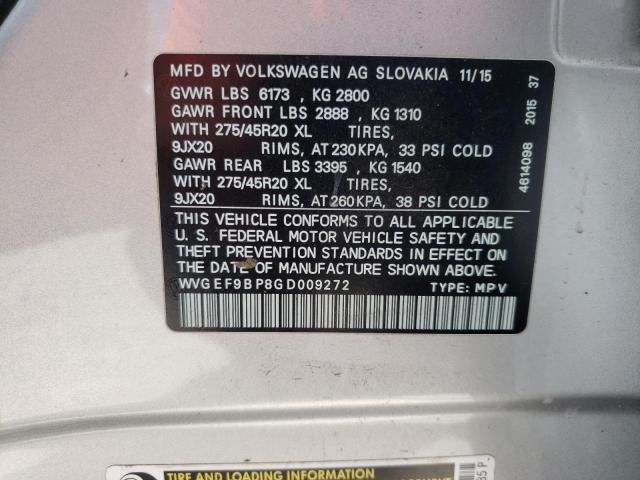 MFD BY VOLKSWAGEN AG SLOVAKIA 11/15
GVWR LBS 6173 , KG 2800
GAWR FRONT LBS 2888 , KG 1310
WITH 275/45R20 XL TIRES,
9JX20 RIMS, AT 230KPA, 33 PSI COLD
GAWR REAR LBS 3395 , KG 1540
WITH 275/45R20 XL TIRES,
9JX20 RIMS, AT 260KPA, 38 PSI COLD
THIS VEHICLE CONFORMS TO ALL APPLICABLE
U. S. FEDERAL MOTOR VEHICLE SAFETY AND
THEFT PREVENTION STANDARDS IN EFFECT ON
THE DATE OF MANUFACTURE SHOWN ABOVE.
WVGEF9BP8GD009272 TYPE: MPV
4614098 2015 37
TIRE AND LOADING INFORMATION